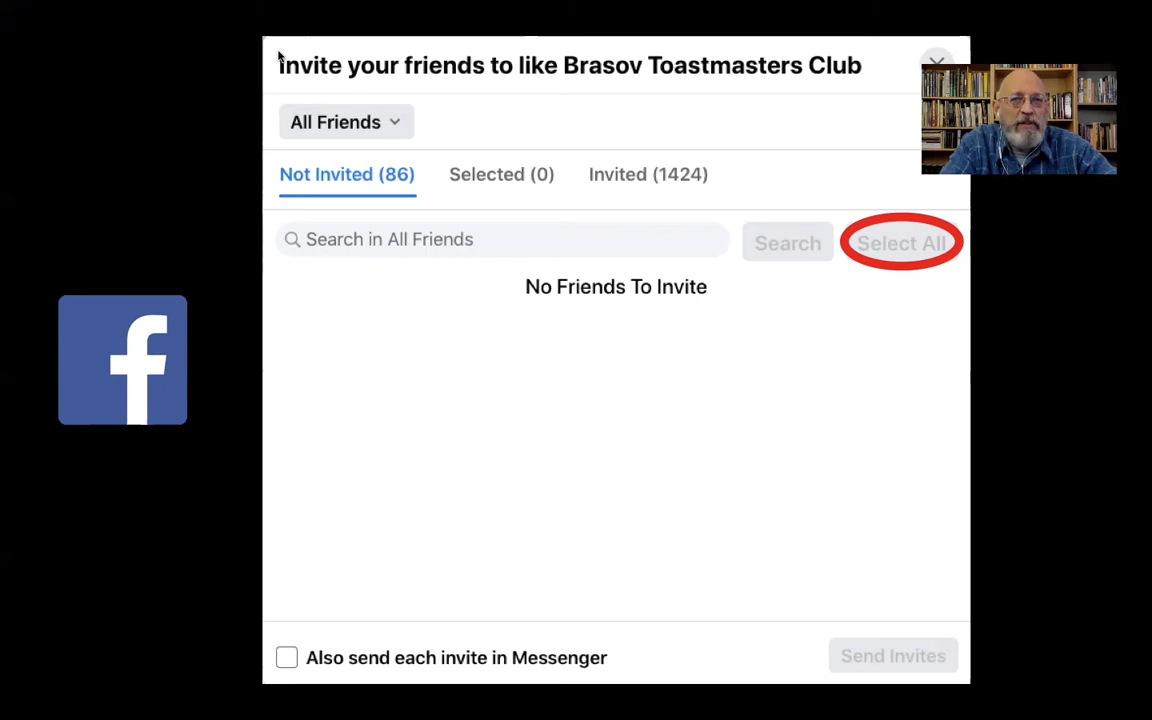 Invite your friends to like Brasov Toastmasters Club
All Friends
Not Invited (86) Selected (0) Invited (1424)
Search in All Friends Search Select All
No Friends To Invite
f
Also send each invite in Messenger Send Invites